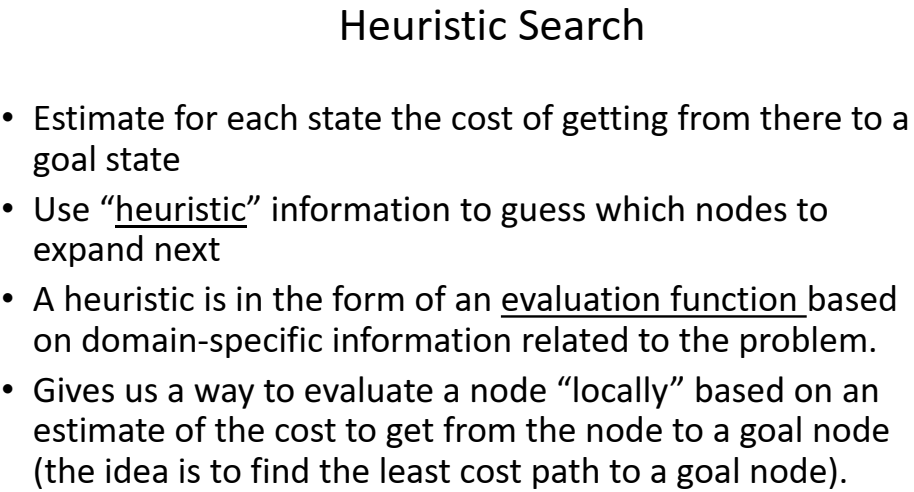 Heuristic Search
• Estimate for each state the cost of getting from there to a
goal state
• Use “heuristic” information to guess which nodes to
expand next
• A heuristic is in the form of an evaluation function based
on domain-specific information related to the problem.
• Gives us a way to evaluate a node “locally” based on an
estimate of the cost to get from the node to a goal node
(the idea is to find the least cost path to a goal node).